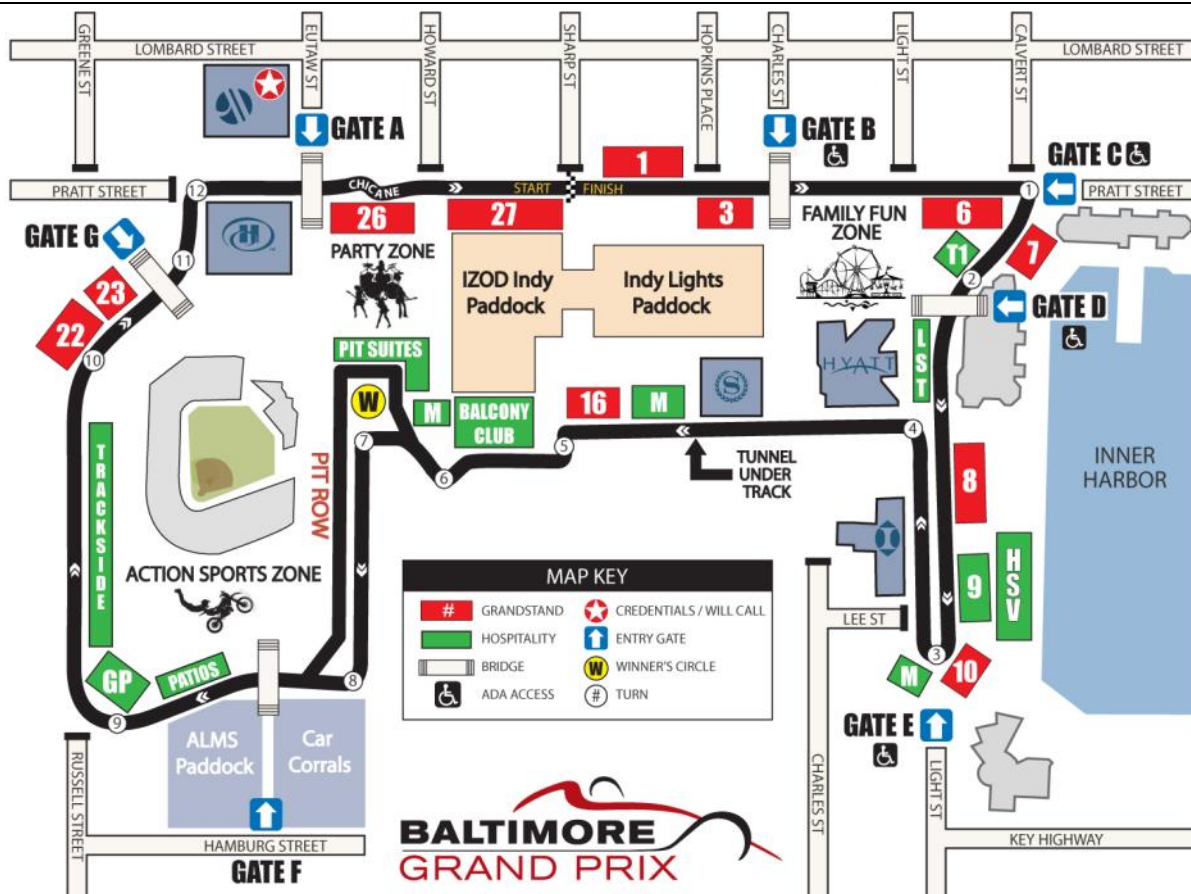 GREENE ST
EUTAW ST
HOWARD ST
SHARP ST
HOPKINS PLACE
CHARLES ST
LIGHT ST
CALVERT ST
LOMBARD STREET
LOMBARD STREET
GATE A
GATE B
GATE C
PRATT STREET
12
CHICANE
START
FINISH
1
1
PRATT STREET
26
27
3
FAMILY FUN
ZONE
6
7
T1
2
GATE G
11
H
PARTY ZONE
IZOD Indy
Paddock
Indy Lights
Paddock
GATE D
23
22
10
PIT SUITES
W
M
BALCONY
CLUB
16
M
S
HYATT
LST
7
6
5
4
TUNNEL
UNDER
TRACK
INNER
HARBOR
8
TRACKSIDE
PIT ROW
ACTION SPORTS ZONE
I
9
HSV
MAP KEY
# GRANDSTAND
CREDENTIALS / WILL CALL
HOSPITALITY
ENTRY GATE
BRIDGE
W WINNER'S CIRCLE
ADA ACCESS
# TURN
LEE ST
3
M
10
GP
PATIOS
8
9
GATE E
ALMS
Paddock
Car
Corrals
RUSSELL STREET
CHARLES ST
LIGHT ST
HAMBURG STREET
GATE F
KEY HIGHWAY
BALTIMORE
GRAND PRIX